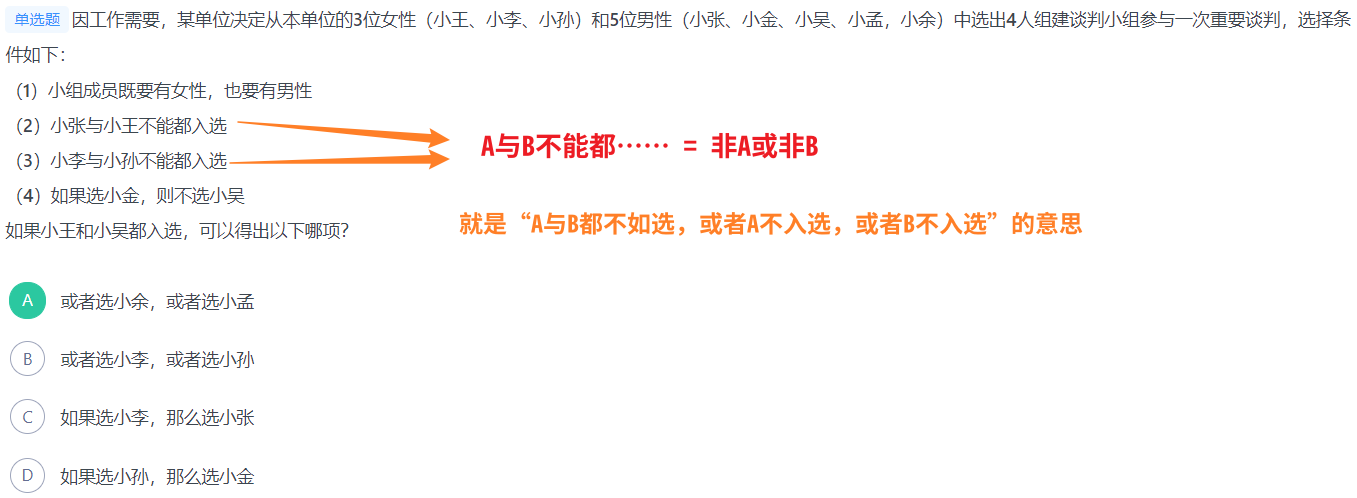 单选题 因工作需要，某单位决定从本单位的3位女性（小王、小李、小孙）和5位男性（小张、小金、小吴、小孟，小余）中选出4人组建谈判小组参与一次重要谈判，选择条
件如下：
（1）小组成员既要有女性，也要有男性
（2）小张与小王不能都入选
（3）小李与小孙不能都入选
（4）如果选小金，则不选小吴
如果小王和小吴都入选，可以得出以下哪项？
A与B不能都…… = 非A或非B
就是“A与B都不如选，或者A不入选，或者B不入选”的意思
A 或者选小余，或者选小孟
B 或者选小李，或者选小孙
C 如果选小李，那么选小张
D 如果选小孙，那么选小金